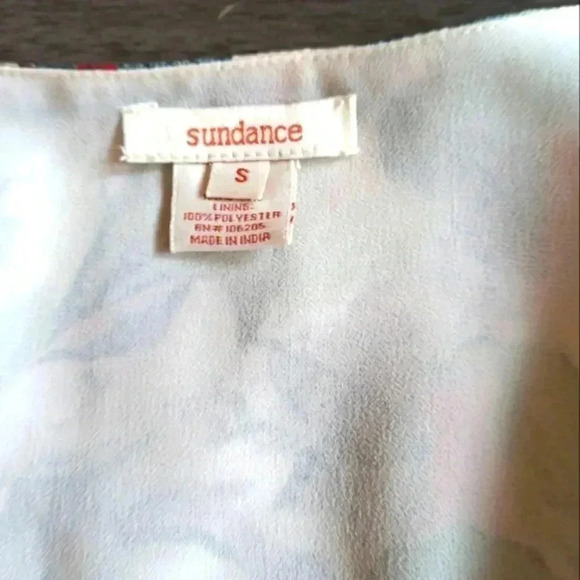 sundance
S
LINING:
100% POLYESTER
RN# 106205
MADE IN INDIA